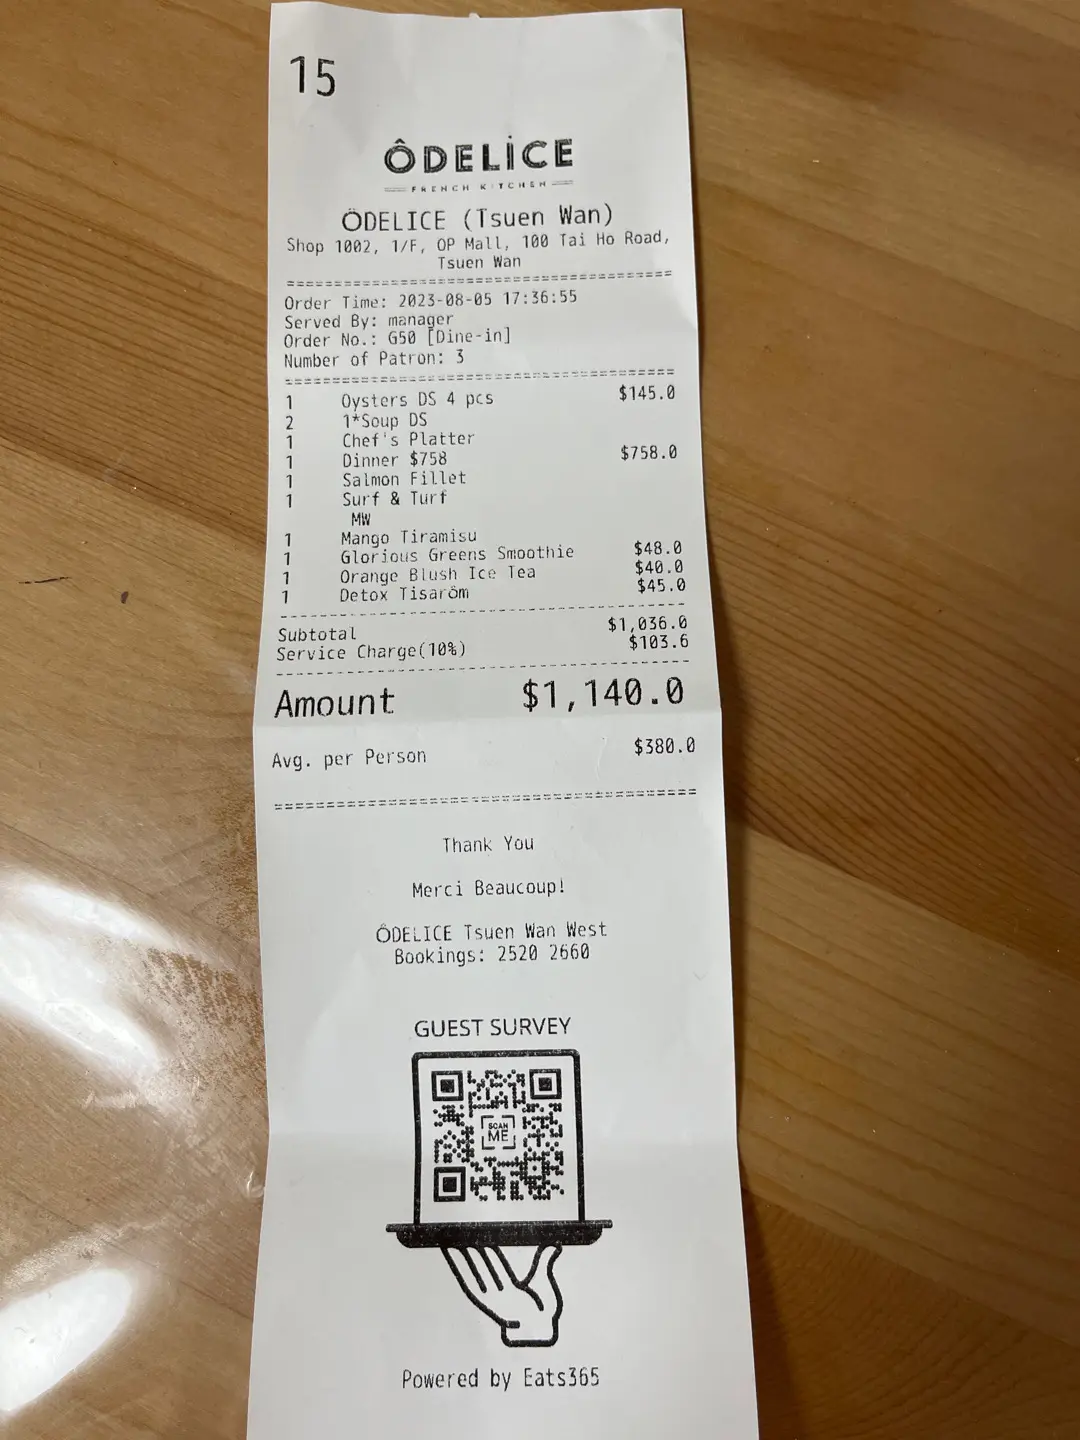 15
ÔDELİCE
FRENCH KITCHEN
ÔDELICE (Tsuen Wan)
Shop 1002, 1/F, OP Mall, 100 Tai Ho Road,
Tsuen Wan
Order Time: 2023-08-05 17:36:55
Served By: manager
Order No.: G50 [Dine-in]
Number of Patron: 3
1 Oysters DS 4 pcs $145.0
2 1*Soup DS
1 Chef's Platter
1 Dinner $758 $758.0
1 Salmon Fillet
1 Surf & Turf
MW
1 Mango Tiramisu
1 Glorious Greens Smoothie $48.0
1 Orange Blush Ice Tea $40.0
1 Detox Tisarôm $45.0
Subtotal $1,036.0
Service Charge(10%) $103.6
Amount $1,140.0
Avg. per Person $380.0
Thank You
Merci Beaucoup!
ÔDELICE Tsuen Wan West
Bookings: 2520 2660
GUEST SURVEY
SCAN
ME
Powered by Eats365